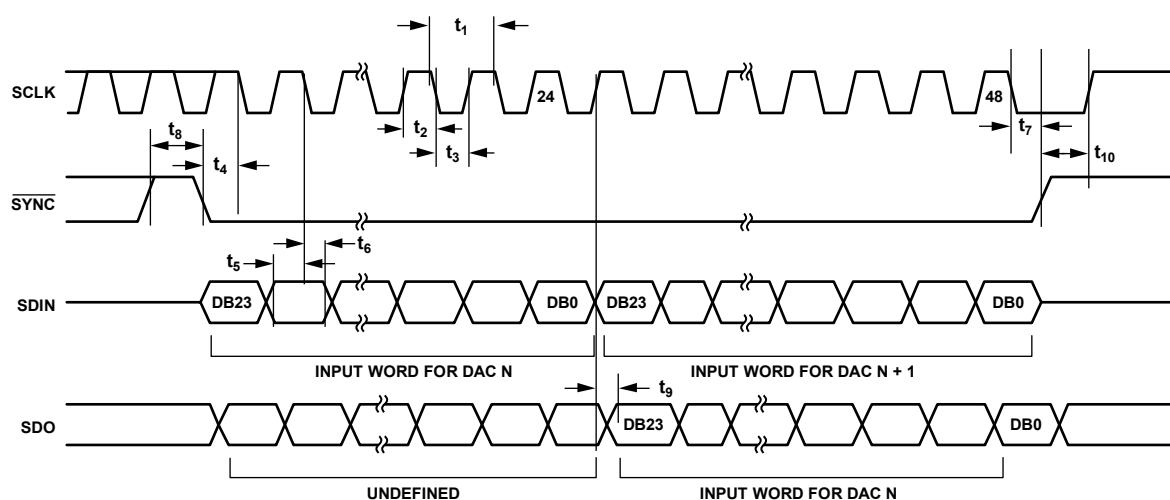 t1
SCLK
24
48
t2
t3
t7
t8
t4
t10
SYNC
t6
t5
SDIN
DB23
DB0
DB23
DB0
INPUT WORD FOR DAC N
INPUT WORD FOR DAC N + 1
t9
SDO
DB23
DB0
UNDEFINED
INPUT WORD FOR DAC N